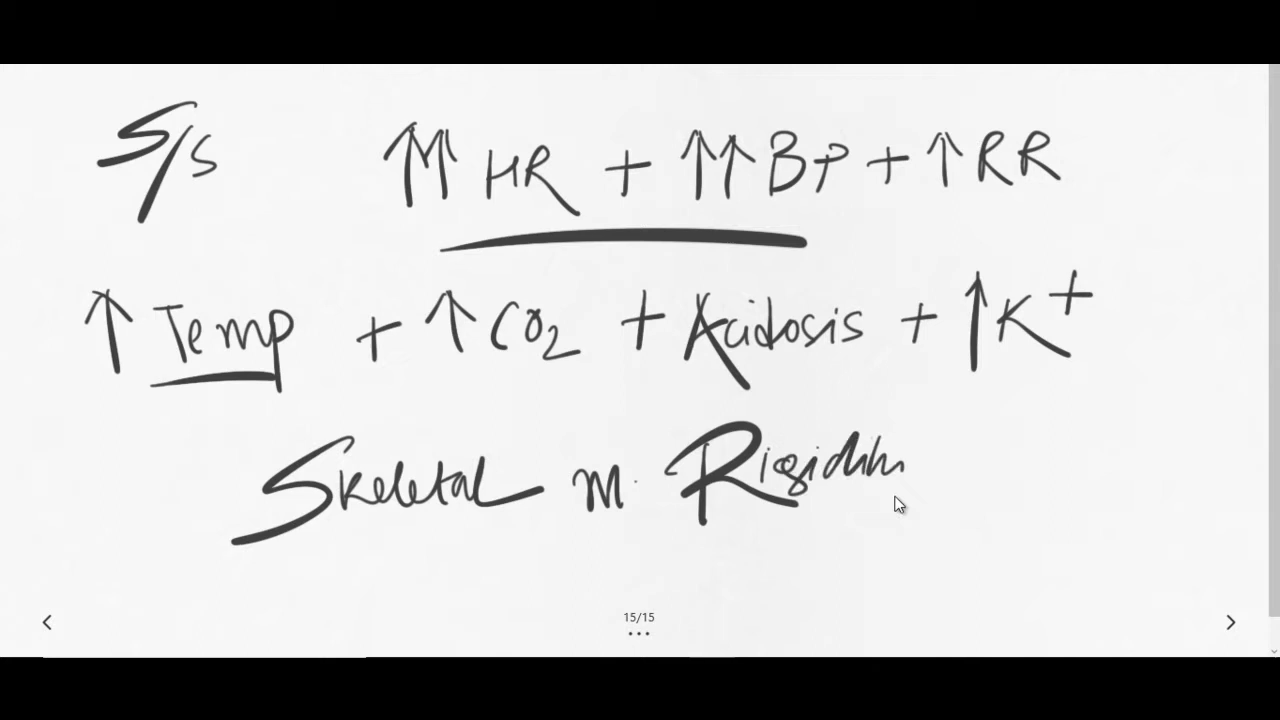 S/S ↑↑ HR + ↑↑ BP + ↑ RR
↑ Temp + ↑ CO2 + Acidosis + ↑ K+
Skeletal m. Rigidity
15/15